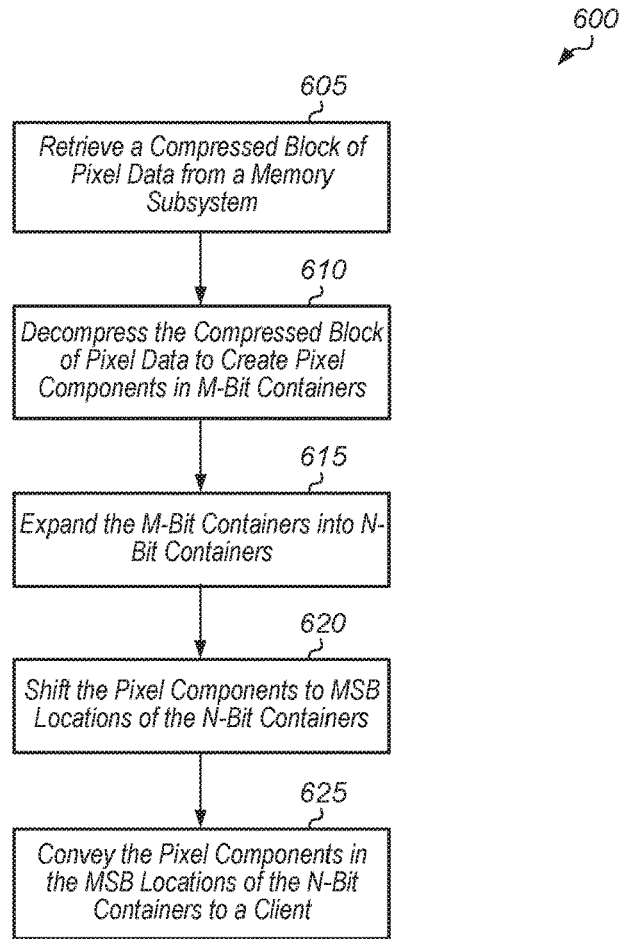 600
605
Retrieve a Compressed Block of
Pixel Data from a Memory
Subsystem
610
Decompress the Compressed Block
of Pixel Data to Create Pixel
Components in M-Bit Containers
615
Expand the M-Bit Containers into N-
Bit Containers
620
Shift the Pixel Components to MSB
Locations of the N-Bit Containers
625
Convey the Pixel Components in
the MSB Locations of the N-Bit
Containers to a Client